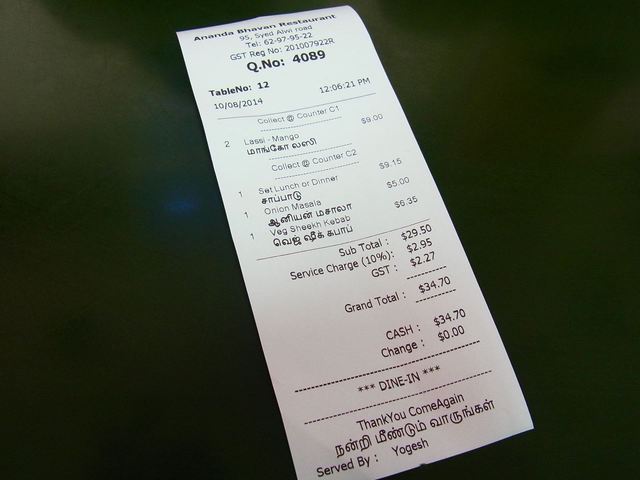 Ananda Bhavan Restaurant
95, Syed Alwi road
Tel: 62-97-95-22
GST Reg No: 201007922R
Q.No: 4089
TableNo: 12
10/08/2014 12:06:21 PM
Collect @ Counter C1
2 Lassi - Mango $9.00
மாங்கோ லஸி
Collect @ Counter C2
1 Set Lunch or Dinner $9.15
சாப்பாடு
1 Onion Masala $5.00
ஆனியன் மசாலா
1 Veg Sheekh Kebab $6.35
வெஜ் ஷீக் கபாப்
Sub Total : $29.50
Service Charge (10%): $2.95
GST : $2.27
Grand Total : $34.70
CASH : $34.70
Change : $0.00
*** DINE-IN ***
ThankYou ComeAgain
நன்றி மீண்டும் வாருங்கள்
Served By : Yogesh